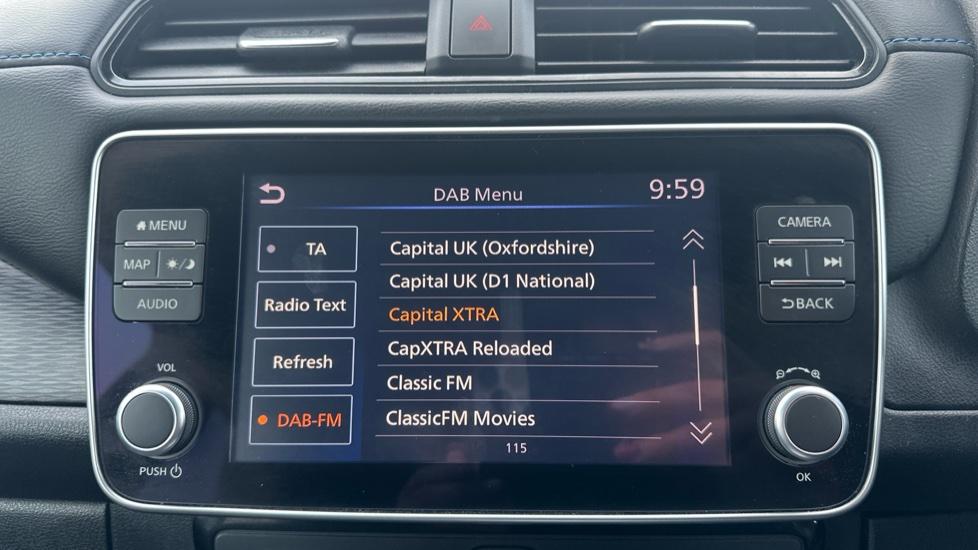 DAB Menu 9:59
MENU
MAP
AUDIO
VOL
PUSH
TA
Radio Text
Refresh
DAB-FM
Capital UK (Oxfordshire)
Capital UK (D1 National)
Capital XTRA
CapXTRA Reloaded
Classic FM
ClassicFM Movies
115
CAMERA
BACK
OK